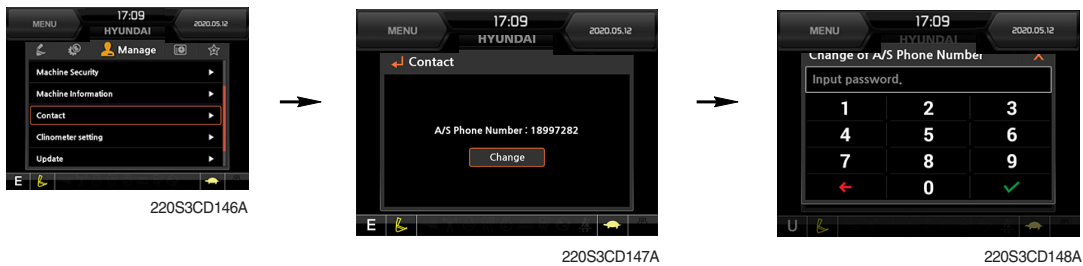 MENU
17:09
HYUNDAI
2020.05.12
Manage
Machine Security
Machine Information
Contact
Clinometer setting
Update
E
220S3CD146A
MENU
17:09
HYUNDAI
2020.05.12
Contact
A/S Phone Number : 18997282
Change
E
220S3CD147A
MENU
17:09
HYUNDAI
2020.05.12
Change of A/S Phone Number X
Input password.
1 2 3
4 5 6
7 8 9
0
U
220S3CD148A